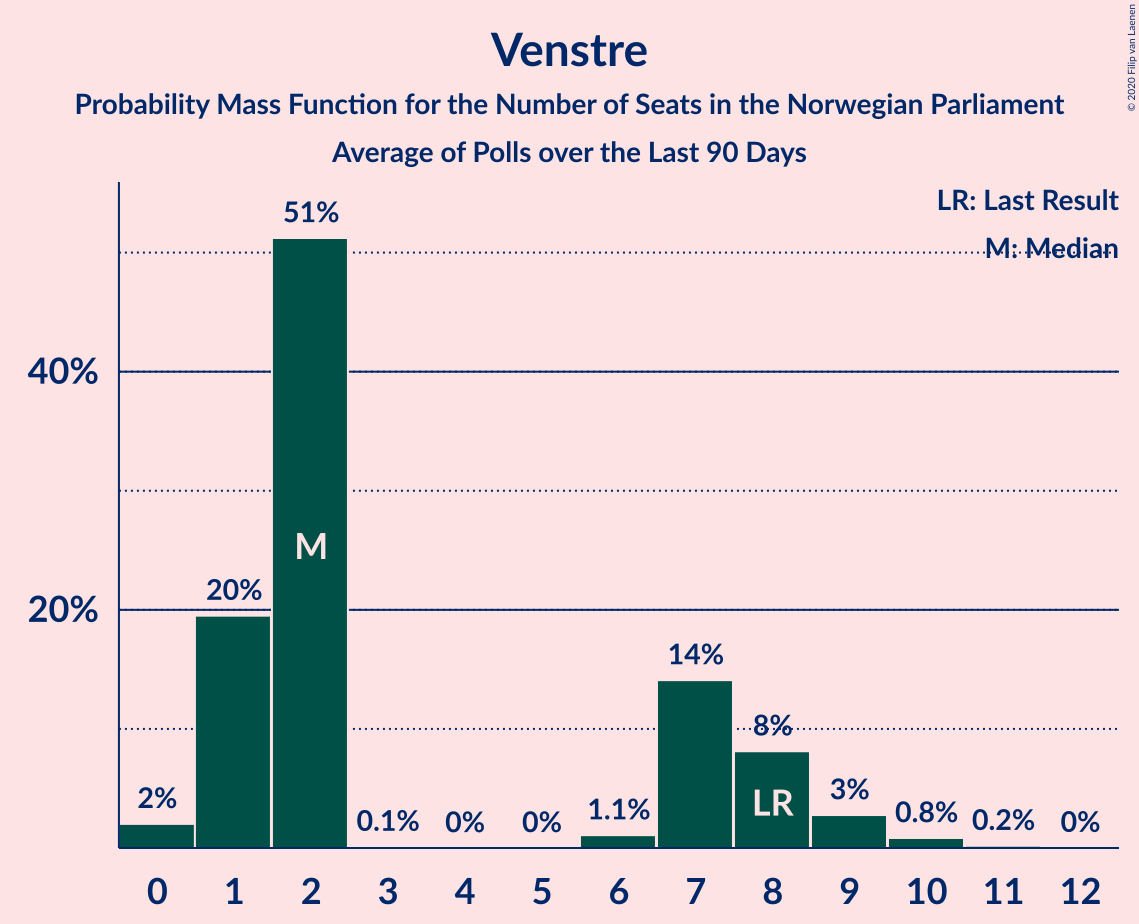 Venstre
Probability Mass Function for the Number of Seats in the Norwegian Parliament
Average of Polls over the Last 90 Days
© 2020 Filip van Laenen
LR: Last Result
M: Median
51%
40%
M
20%
20%
14%
8%
2%
0.1%
0%
0%
1.1%
LR
3%
0.8%
0.2%
0%
0 1 2 3 4 5 6 7 8 9 10 11 12